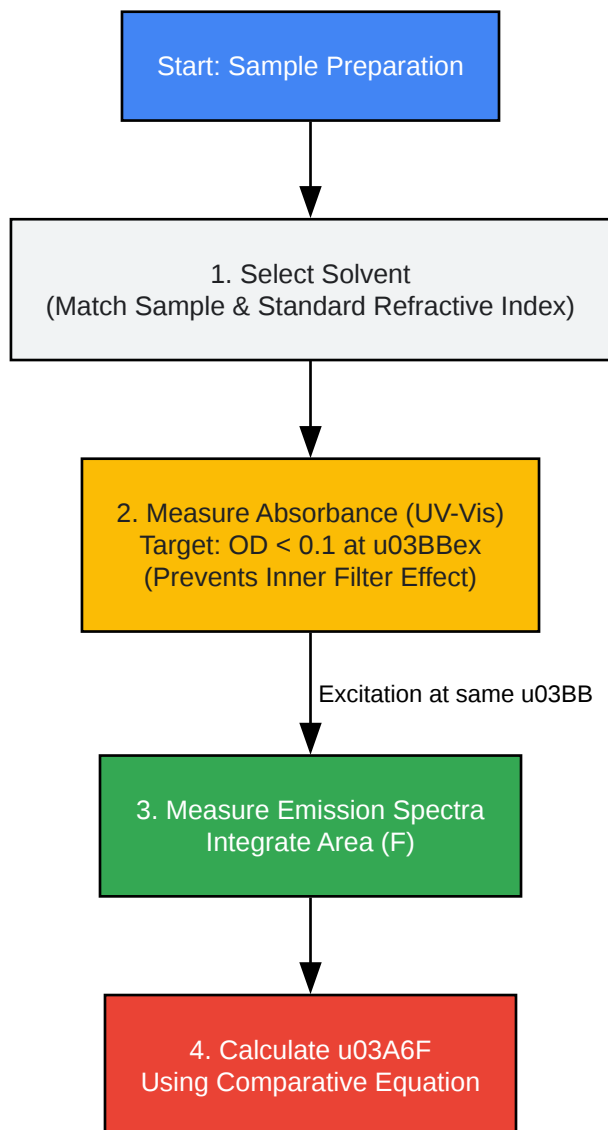 Start: Sample Preparation
1. Select Solvent
(Match Sample & Standard Refractive Index)
2. Measure Absorbance (UV-Vis)
Target: OD < 0.1 at u03BBex
(Prevents Inner Filter Effect)
Excitation at same u03BB
3. Measure Emission Spectra
Integrate Area (F)
4. Calculate u03A6F
Using Comparative Equation